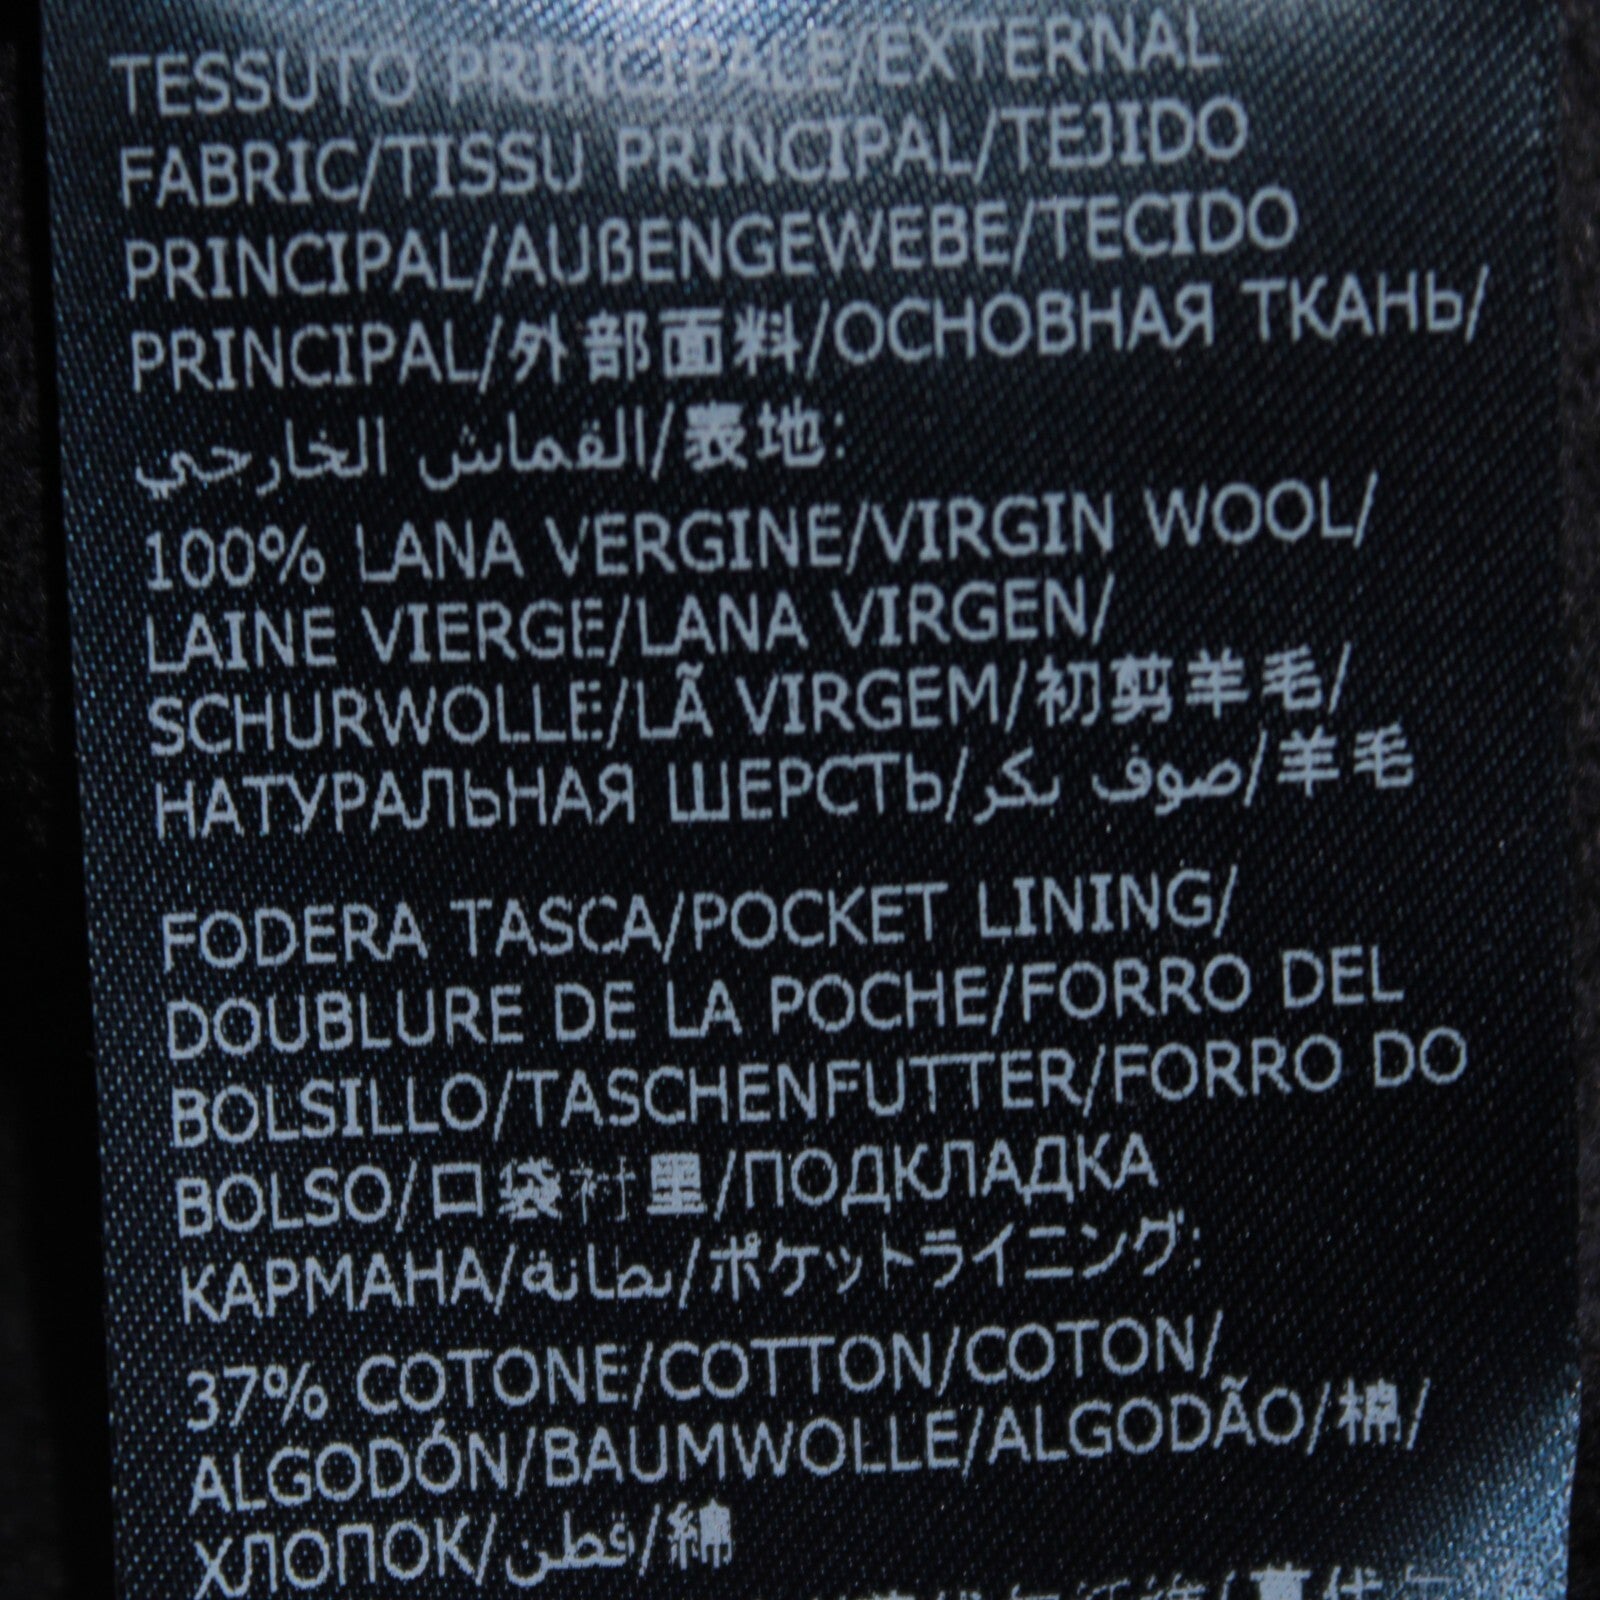 TESSUTO PRINCIPALE/EXTERNAL
FABRIC/TISSU PRINCIPAL/TEJIDO
PRINCIPAL/AUßENGEWEBE/TECIDO
PRINCIPAL/外部面料/ОСНОВНАЯ ТКАНЬ/
القماش الخارجي/表地:
100% LANA VERGINE/VIRGIN WOOL/
LAINE VIERGE/LANA VIRGEN/
SCHURWOLLE/LÃ VIRGEM/初剪羊毛/
НАТУРАЛЬНАЯ ШЕРСТЬ/صوف بكر/羊毛
FODERA TASCA/POCKET LINING/
DOUBLURE DE LA POCHE/FORRO DEL
BOLSILLO/TASCHENFUTTER/FORRO DO
BOLSO/口袋衬里/ПОДКЛАДКА
КАРМАНА/بطانة/ポケットライニング:
37% COTONE/COTTON/COTON/
ALGODÓN/BAUMWOLLE/ALGODÃO/棉/
ХЛОПОК/قطن/綿